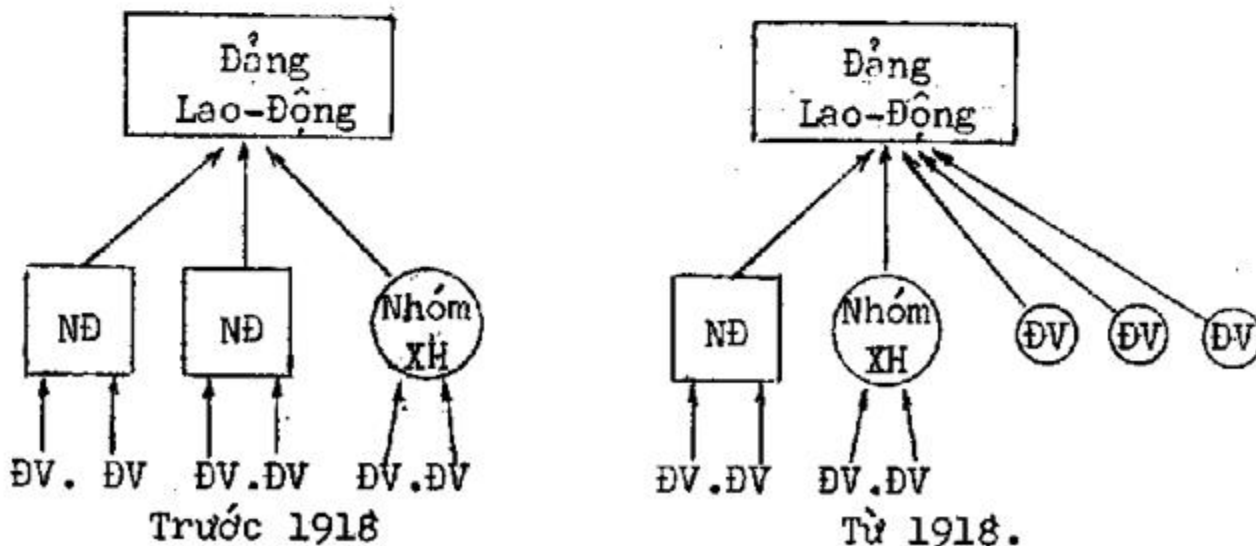 Đảng
Lao-Động
NĐ
NĐ
Nhóm
XH
ĐV. ĐV
ĐV.ĐV
ĐV.ĐV
Trước 1918
Đảng
Lao-Động
NĐ
Nhóm
XH
ĐV
ĐV
ĐV
ĐV.ĐV
ĐV.ĐV
Từ 1918.